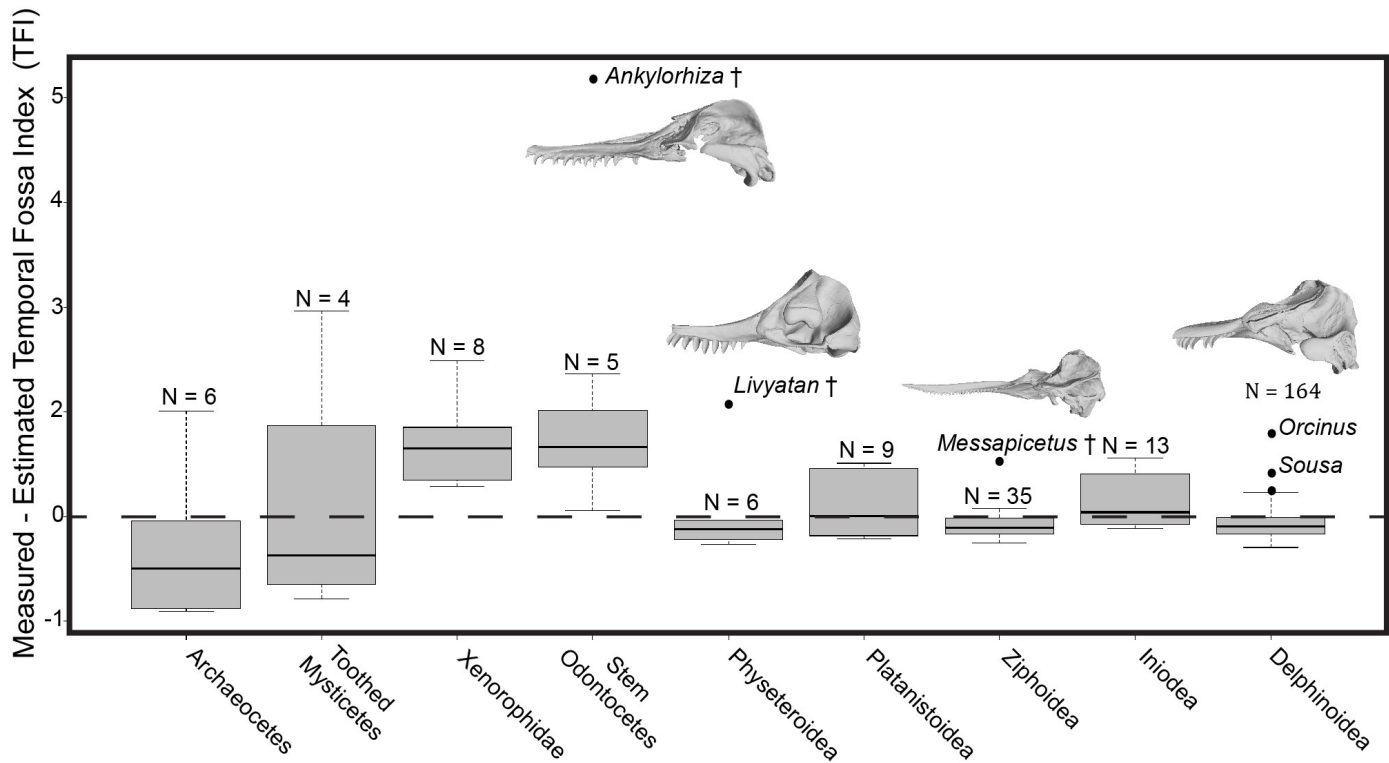 Measured - Estimated Temporal Fossa Index (TFI)
5
4
3
2
0
-1
Ankylorhiza †
N = 4
N = 8
N = 5
N = 6
Livyatan †
N = 164
Orcinus
Messapicetus †
N = 13
N = 9
Sousa
N = 6
N = 35
Archaeocetes
Toothed
Mysticetes
Xenorophidae
Stem
Odontocetes
Physeteroidea
Platanistoidea
Ziphoidea
Iniodea
Delphinoidea